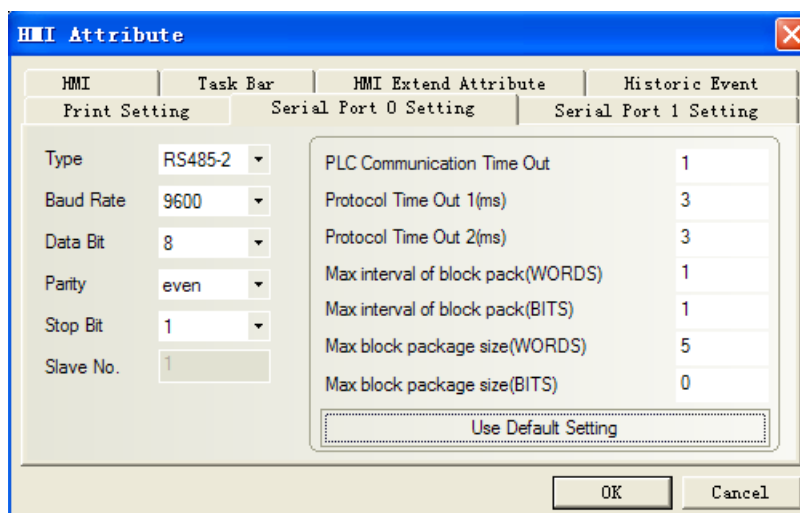 HMI Attribute
HMI Task Bar HMI Extend Attribute Historic Event
Print Setting Serial Port 0 Setting Serial Port 1 Setting
Type RS485-2
Baud Rate 9600
Data Bit 8
Parity even
Stop Bit 1
Slave No. 1
PLC Communication Time Out 1
Protocol Time Out 1(ms) 3
Protocol Time Out 2(ms) 3
Max interval of block pack(WORDS) 1
Max interval of block pack(BITS) 1
Max block package size(WORDS) 5
Max block package size(BITS) 0
Use Default Setting
OK Cancel